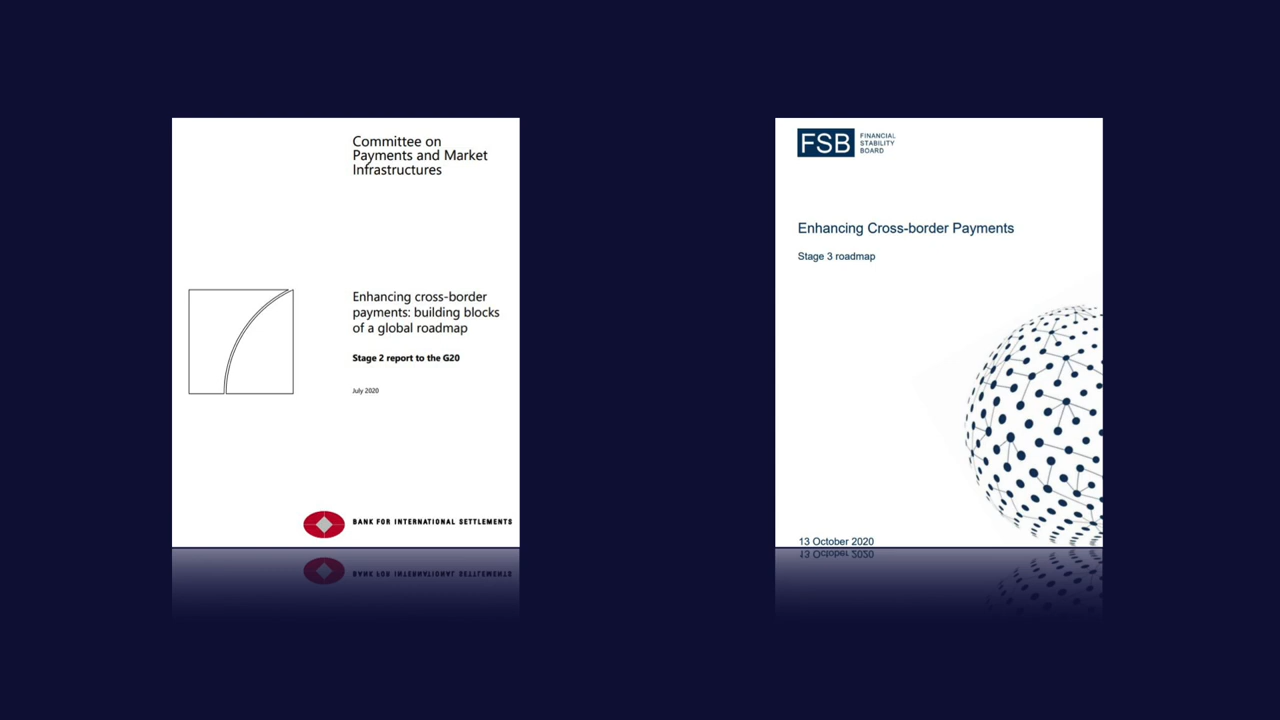 Committee on
Payments and Market
Infrastructures
Enhancing cross-border
payments: building blocks
of a global roadmap
Stage 2 report to the G20
July 2020
BANK FOR INTERNATIONAL SETTLEMENTS
FSB FINANCIAL
STABILITY
BOARD
Enhancing Cross-border Payments
Stage 3 roadmap
13 October 2020